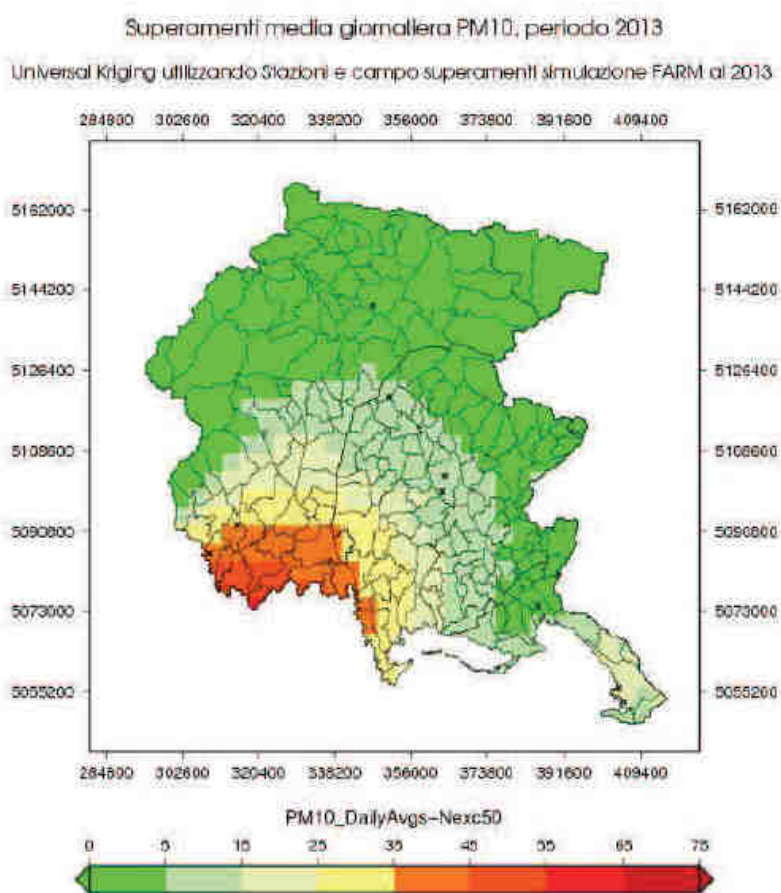 Superamenti media giornaliera PM10, periodo 2013
Universal Kriging utilizzando Stazioni e campo superamenti simulazione FARM al 2013
284800 302600 320400 338200 356000 373800 391600 409400
5162000 5162000
5144200 5144200
5126400 5126400
5108600 5108600
5090800 5090800
5073000 5073000
5055200 5055200
284800 302600 320400 338200 356000 373800 391600 409400
PM10_DailyAvgs-Nexc50
0 5 15 25 35 45 55 65 75